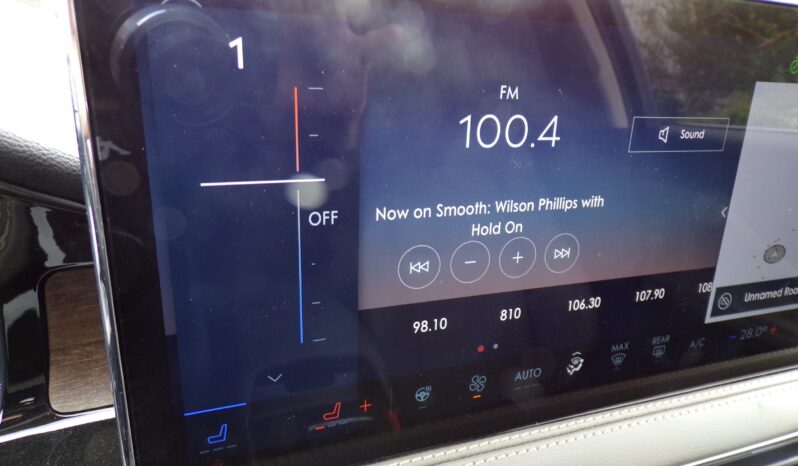 1
OFF
FM
100.4
Sound
Now on Smooth: Wilson Phillips with
Hold On
98.10 810 106.30 107.90 108
Unnamed Roa
AUTO MAX REAR A/C 28.0°